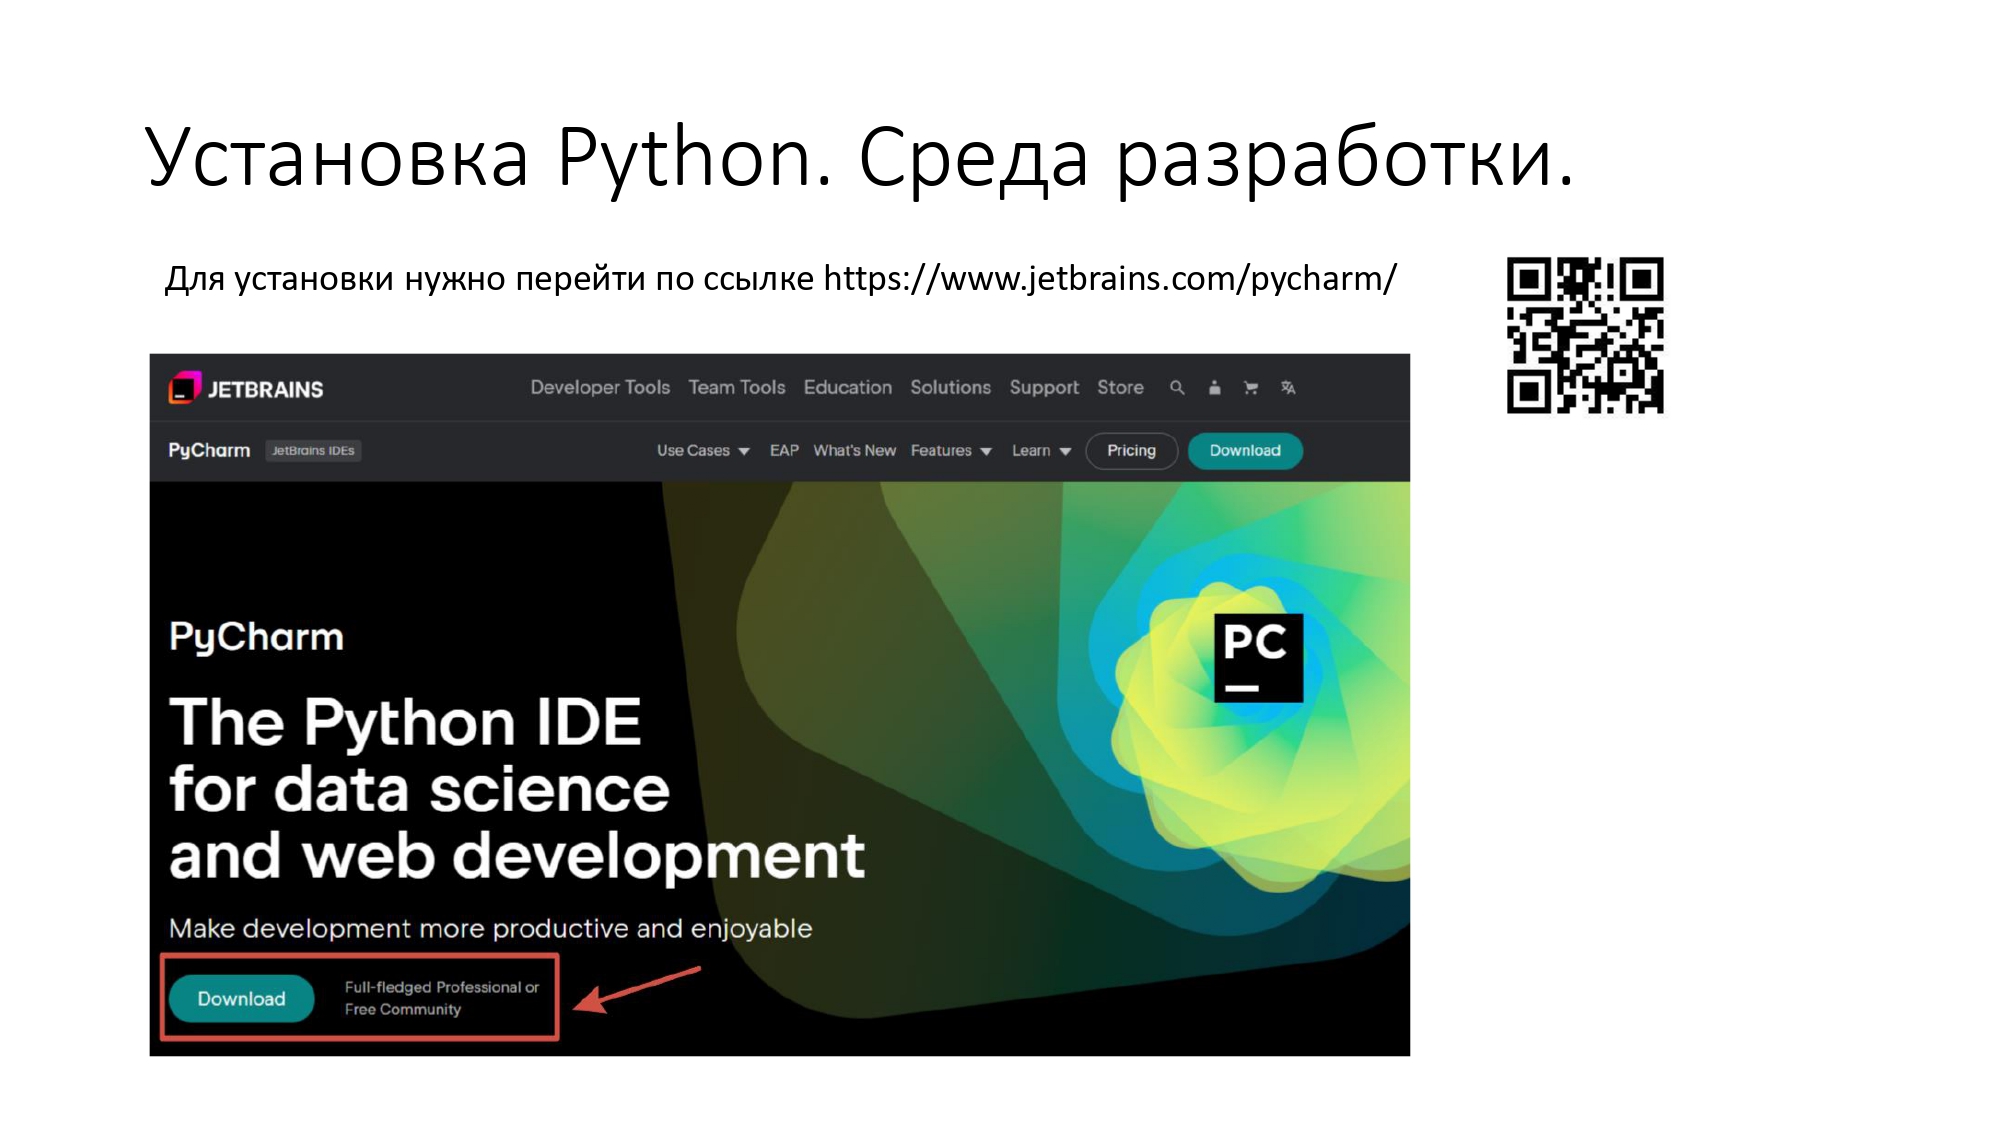 Установка Python. Среда разработки.
Для установки нужно перейти по ссылке https://www.jetbrains.com/pycharm/
JETBRAINS
Developer Tools Team Tools Education Solutions Support Store
PyCharm JetBrains IDEs
Use Cases EAP What's New Features Learn Pricing Download
PC
PyCharm
The Python IDE
for data science
and web development
Make development more productive and enjoyable
Download
Full-fledged Professional or
Free Community